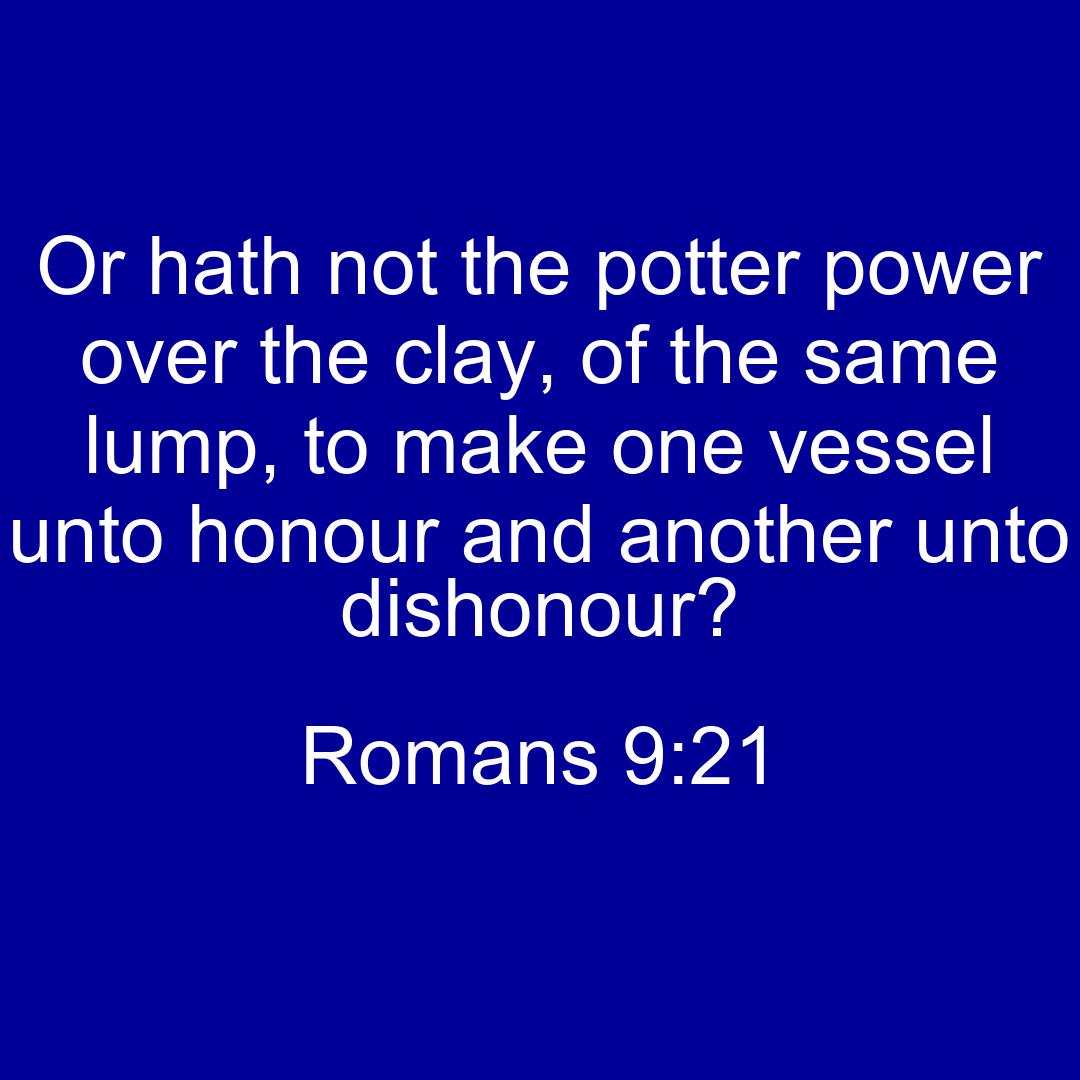 Or hath not the potter power
over the clay, of the same
lump, to make one vessel
unto honour and another unto
dishonour?
Romans 9:21